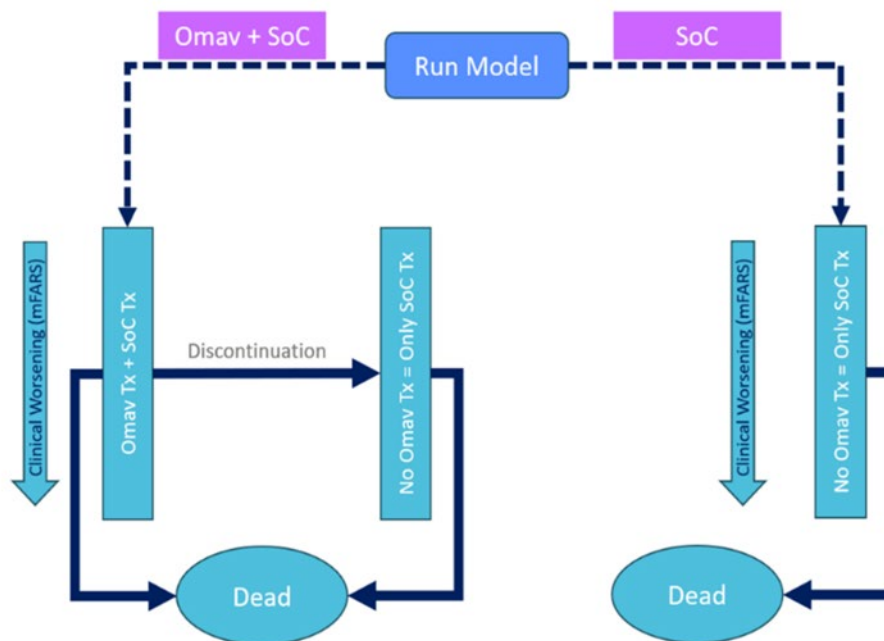 Omav + SoC
Run Model
SoC
Clinical Worsening (mFARS)
Omav Tx + SoC Tx
Discontinuation
No Omav Tx = Only SoC Tx
Clinical Worsening (mFARS)
No Omav Tx = Only SoC Tx
Dead
Dead